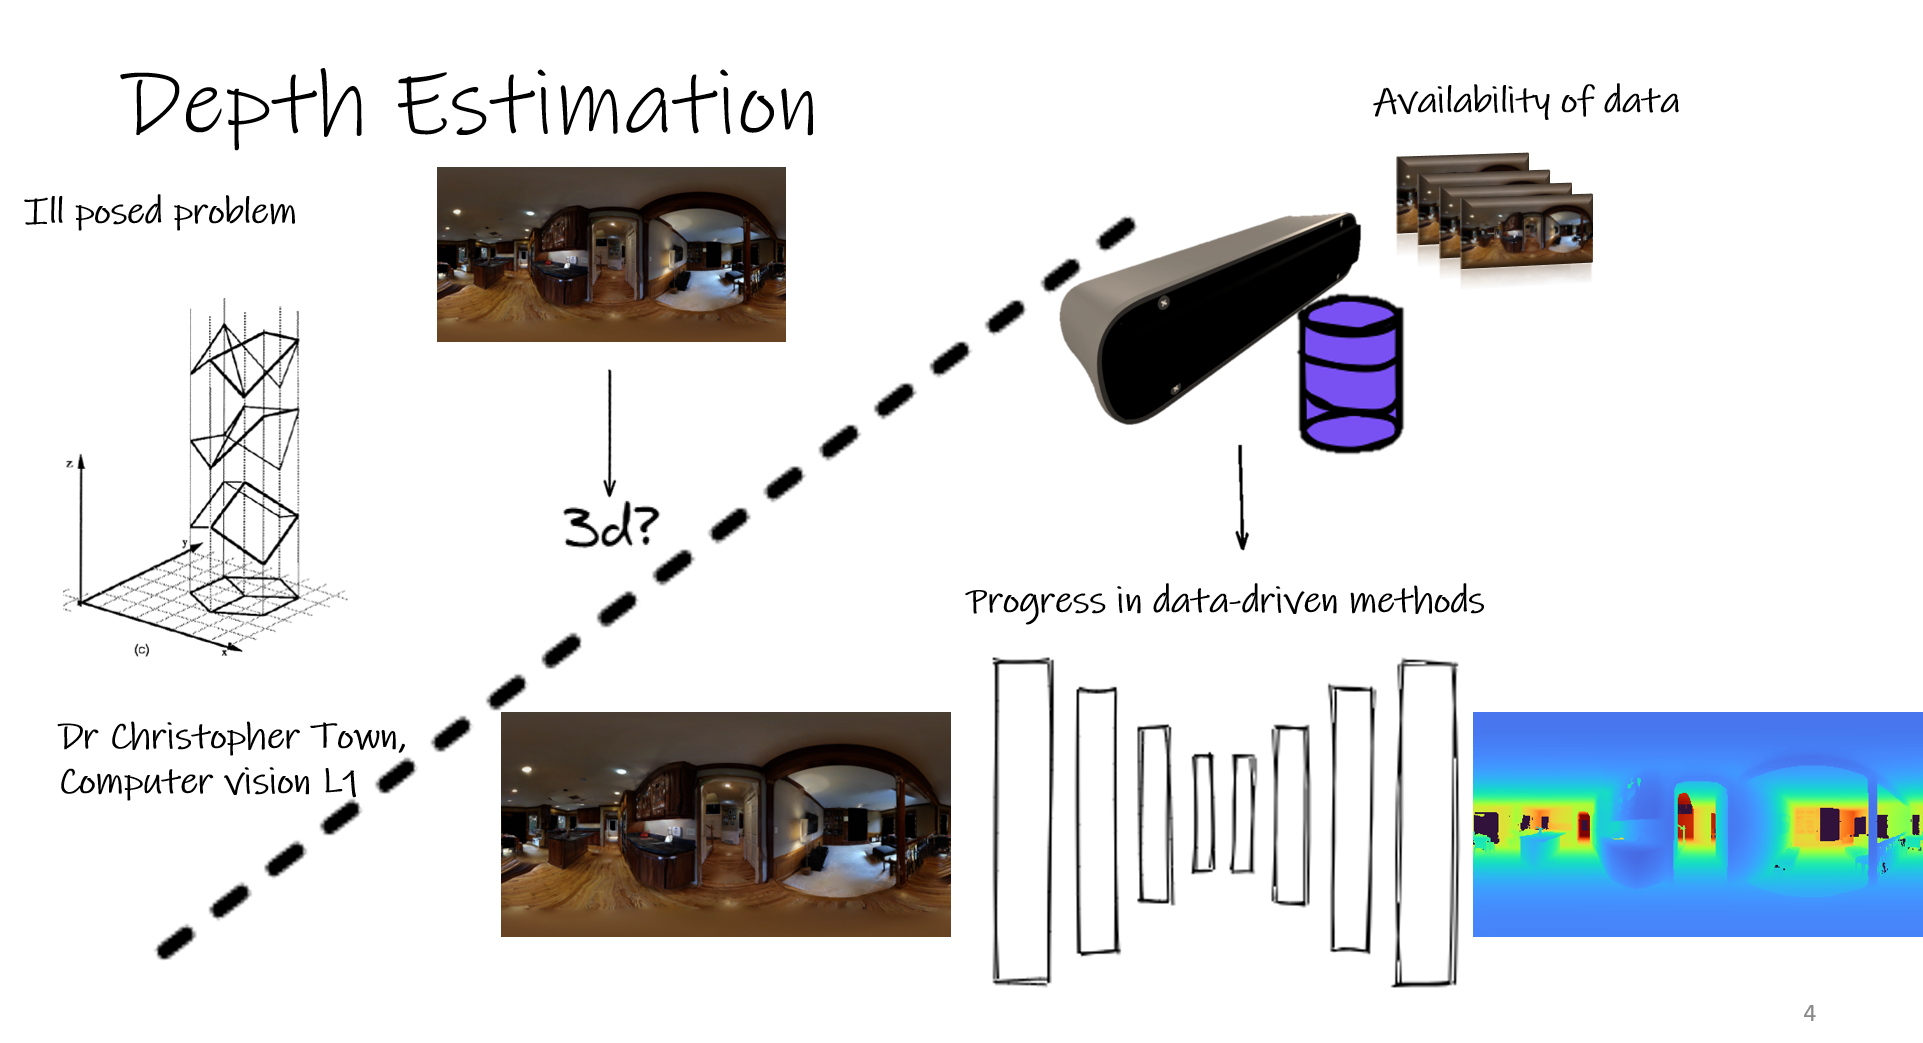 Depth Estimation
Ill posed problem
z
y
x
(c)
Dr Christopher Town,
Computer vision L1
3d?
Availability of data
Progress in data-driven methods
4